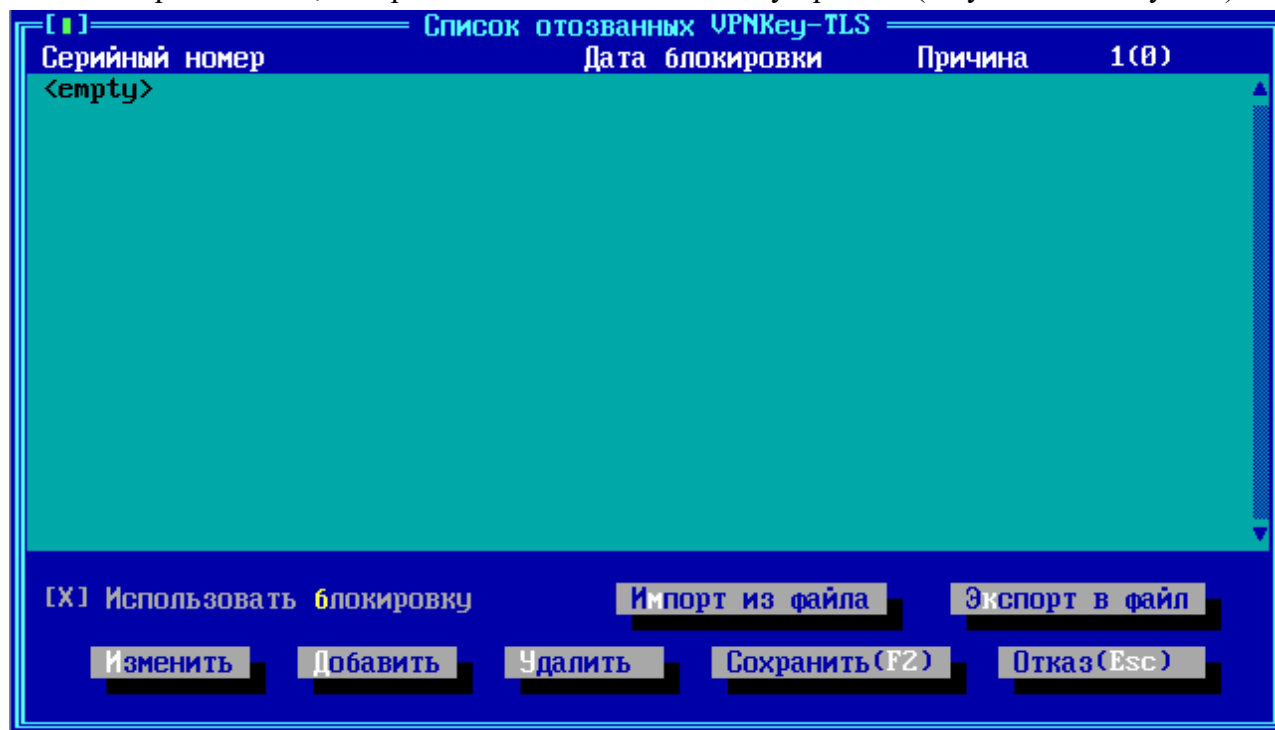 [ ] Список отозванных VPNKey-TLS
Серийный номер Дата блокировки Причина 1(0)
<empty>
[X] Использовать блокировку Импорт из файла Экспорт в файл
Изменить Добавить Удалить Сохранить(F2) Отказ(Esc)